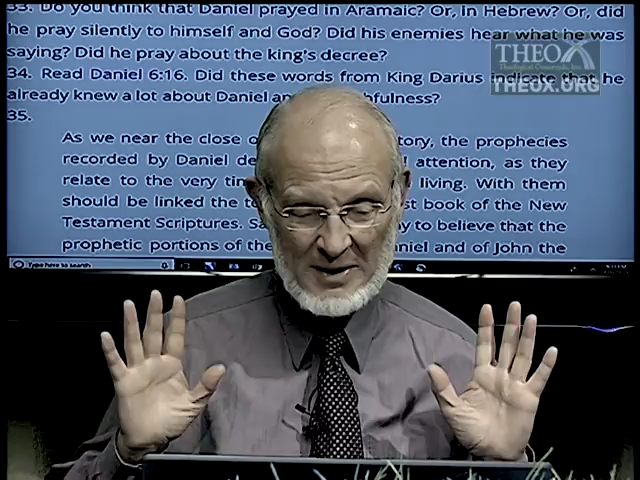 33. Do you think that Daniel prayed in Aramaic? Or, in Hebrew? Or, did
he pray silently to himself and God? Did his enemies hear what he was
saying? Did he pray about the king's decree?
34. Read Daniel 6:16. Did these words from King Darius indicate that he
already knew a lot about Daniel
35.
As we near the close the prophecies
recorded by Daniel attention, as they
relate to the very living. With them
should be linked the book of the New
Testament Scriptures. to believe that the
prophetic portions of the and of John the
THEOX
THEOX.ORG
Type here to search